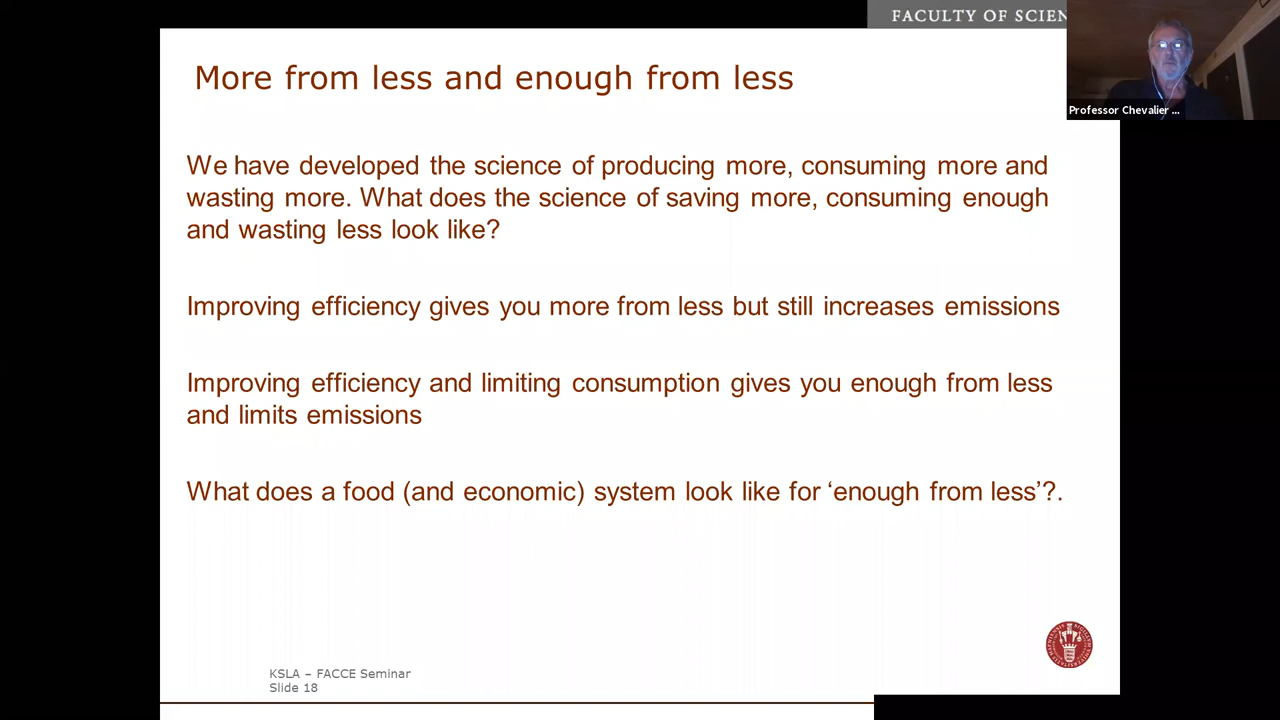 FACULTY OF SCIEN
Professor Chevalier ...
More from less and enough from less
We have developed the science of producing more, consuming more and
wasting more. What does the science of saving more, consuming enough
and wasting less look like?
Improving efficiency gives you more from less but still increases emissions
Improving efficiency and limiting consumption gives you enough from less
and limits emissions
What does a food (and economic) system look like for ‘enough from less’?.
KSLA – FACCE Seminar
Slide 18